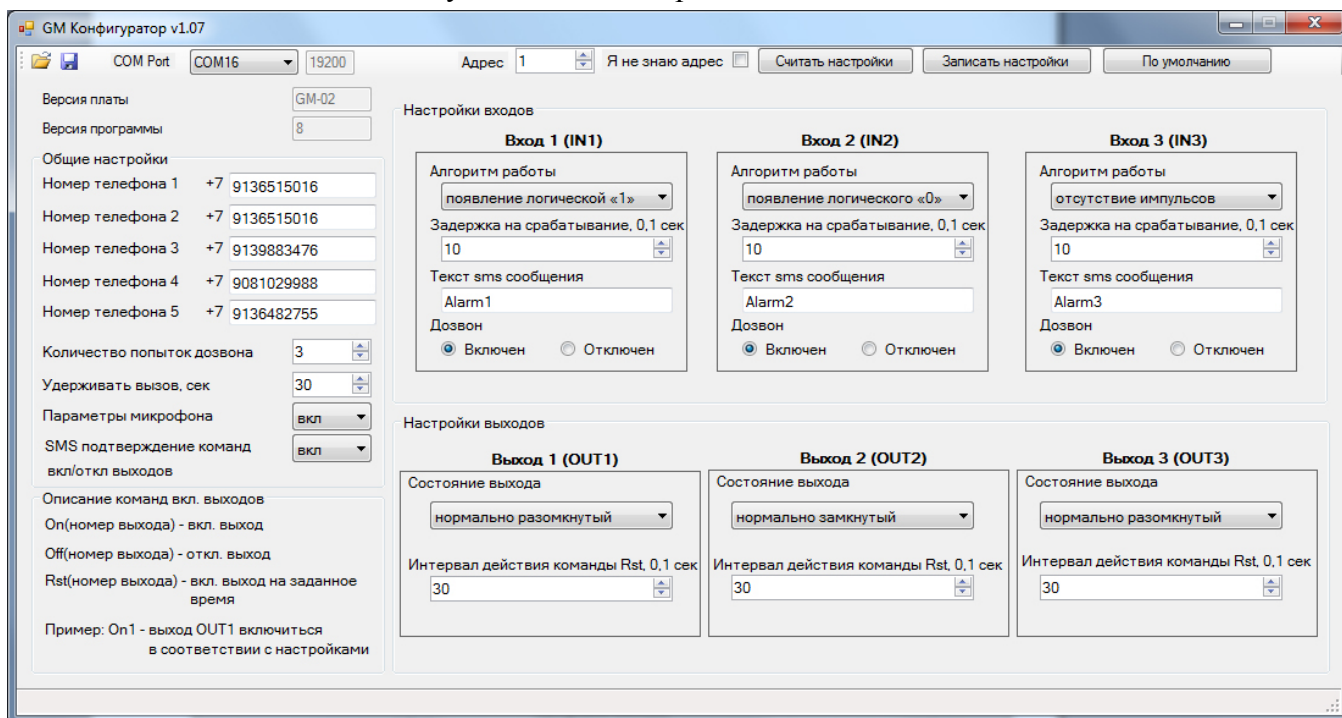 GM Конфигуратор v1.07
COM Port COM16 19200 Адрес 1 Я не знаю адрес Считать настройки Записать настройки По умолчанию
Версия платы GM-02
Версия программы 8
Общие настройки
Номер телефона 1 +7 9136515016
Номер телефона 2 +7 9136515016
Номер телефона 3 +7 9139883476
Номер телефона 4 +7 9081029988
Номер телефона 5 +7 9136482755
Количество попыток дозвона 3
Удерживать вызов, сек 30
Параметры микрофона вкл
SMS подтверждение команд вкл
вкл/откл выходов
Описание команд вкл. выходов
On(номер выхода) - вкл. выход
Off(номер выхода) - откл. выход
Rst(номер выхода) - вкл. выход на заданное
время
Пример: On1 - выход OUT1 включиться
в соответствии с настройками
Настройки входов
Вход 1 (IN1)
Алгоритм работы
появление логической «1»
Задержка на срабатывание, 0,1 сек
10
Текст sms сообщения
Alarm1
Дозвон
Включен Отключен
Вход 2 (IN2)
Алгоритм работы
появление логического «0»
Задержка на срабатывание, 0,1 сек
10
Текст sms сообщения
Alarm2
Дозвон
Включен Отключен
Вход 3 (IN3)
Алгоритм работы
отсутствие импульсов
Задержка на срабатывание, 0,1 сек
10
Текст sms сообщения
Alarm3
Дозвон
Включен Отключен
Настройки выходов
Выход 1 (OUT1)
Состояние выхода
нормально разомкнутый
Интервал действия команды Rst, 0,1 сек
30
Выход 2 (OUT2)
Состояние выхода
нормально замкнутый
Интервал действия команды Rst, 0,1 сек
30
Выход 3 (OUT3)
Состояние выхода
нормально разомкнутый
Интервал действия команды Rst, 0,1 сек
30